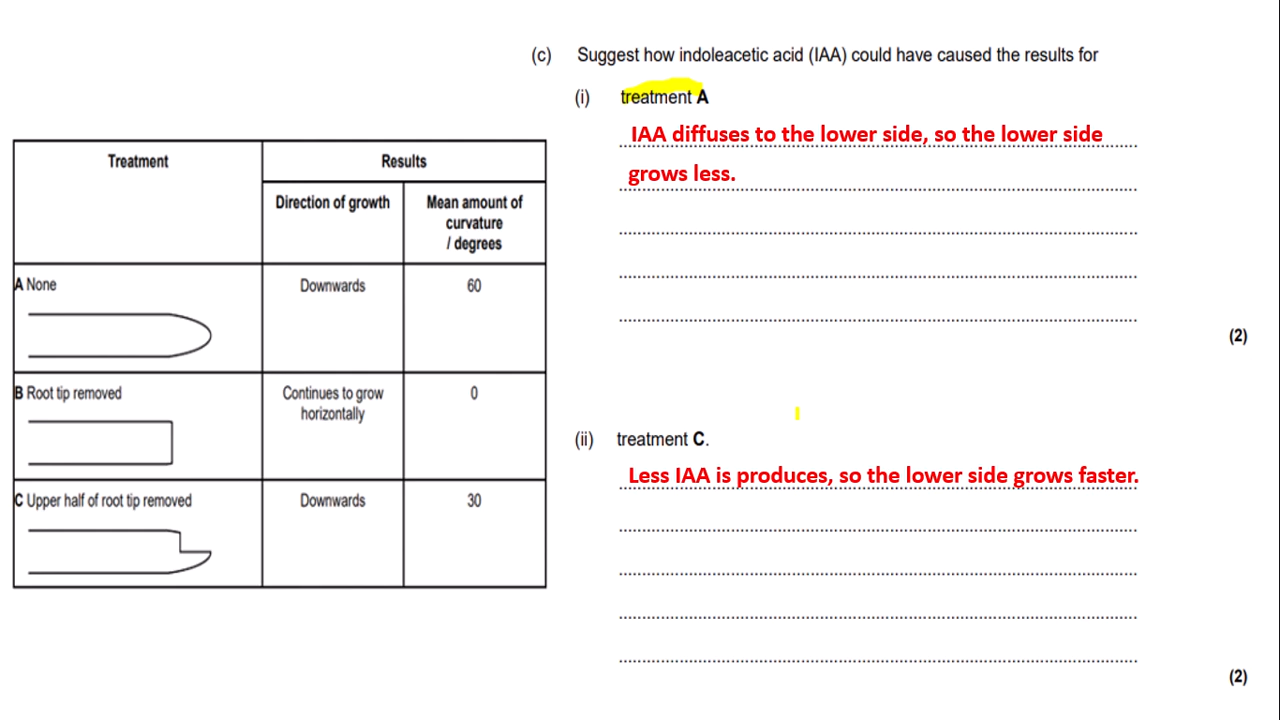 (c) Suggest how indoleacetic acid (IAA) could have caused the results for
(i) treatment A
IAA diffuses to the lower side, so the lower side
grows less.
(2)
(ii) treatment C.
Less IAA is produces, so the lower side grows faster.
(2)
Treatment Results
Direction of growth Mean amount of
curvature
/ degrees
A None Downwards 60
B Root tip removed Continues to grow 0
horizontally
C Upper half of root tip removed Downwards 30